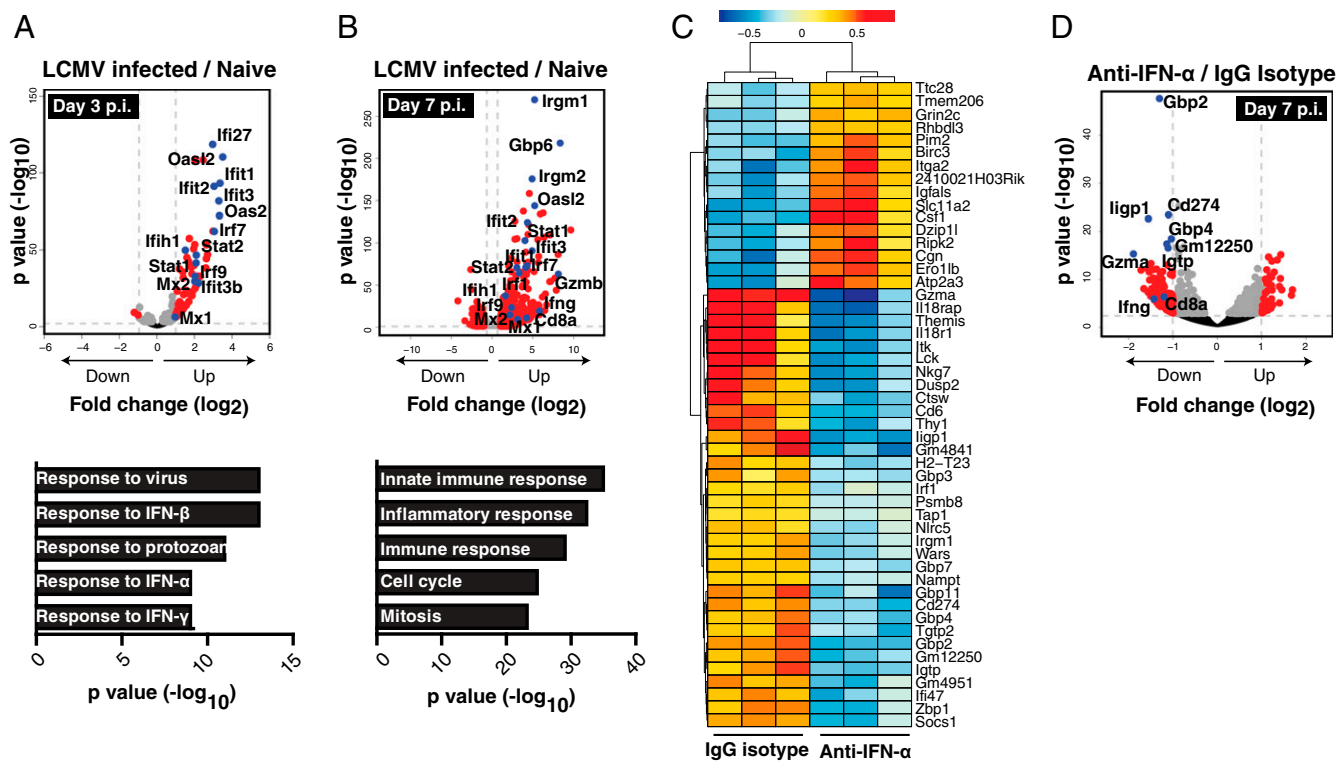 A
LCMV infected / Naive
Day 3 p.i.
150
100
50
0
p value (-log10)
Ifi27
Oasl2
Ifit1
Ifit2
Ifit3
Oas2
Irf7
Ifih1
Stat2
Stat1
Irf9
Mx2
Ifit3b
Mx1
−6 −4 −2 0 2 4 6
Down Up
Fold change (log2)
Response to virus
Response to IFN-β
Response to protozoan
Response to IFN-α
Response to IFN-γ
0 5 10 15
p value (-log10)
B
LCMV infected / Naive
Day 7 p.i.
250
200
150
100
50
0
p value (-log10)
Irgm1
Gbp6
Irgm2
Oasl2
Ifit2
Stat1
Ifit3
Ifit1
Stat2
Irf7
Gzmb
Ifih1
Irf1
Irf9
Ifng
Mx2
Cd8a
Mx1
−10 −5 0 5 10
Down Up
Fold change (log2)
Innate immune response
Inflammatory response
Immune response
Cell cycle
Mitosis
0 10 20 30 40
p value (-log10)
C
−0.5 0 0.5
Ttc28
Tmem206
Grin2c
Rhbdl3
Pim2
Birc3
Itga2
2410021H03Rik
Igfals
Slc11a2
Csf1
Dzip1l
Ripk2
Cgn
Ero1lb
Atp2a3
Gzma
Il18rap
Themis
Il18r1
Itk
Lck
Nkg7
Dusp2
Ctsw
Cd6
Thy1
Iigp1
Gm4841
H2−T23
Gbp3
Irf1
Psmb8
Tap1
Nlrc5
Irgm1
Wars
Gbp7
Nampt
Gbp11
Cd274
Gbp4
Tgtp2
Gbp2
Gm12250
Igtp
Gm4951
Ifi47
Zbp1
Socs1
IgG isotype Anti-IFN-α
D
Anti-IFN-α / IgG Isotype
Day 7 p.i.
40
30
20
10
0
p value (-log10)
Gbp2
Iigp1
Cd274
Gbp4
Gm12250
Gzma
Igtp
Ifng
Cd8a
−2 −1 0 1 2
Down Up
Fold change (log2)